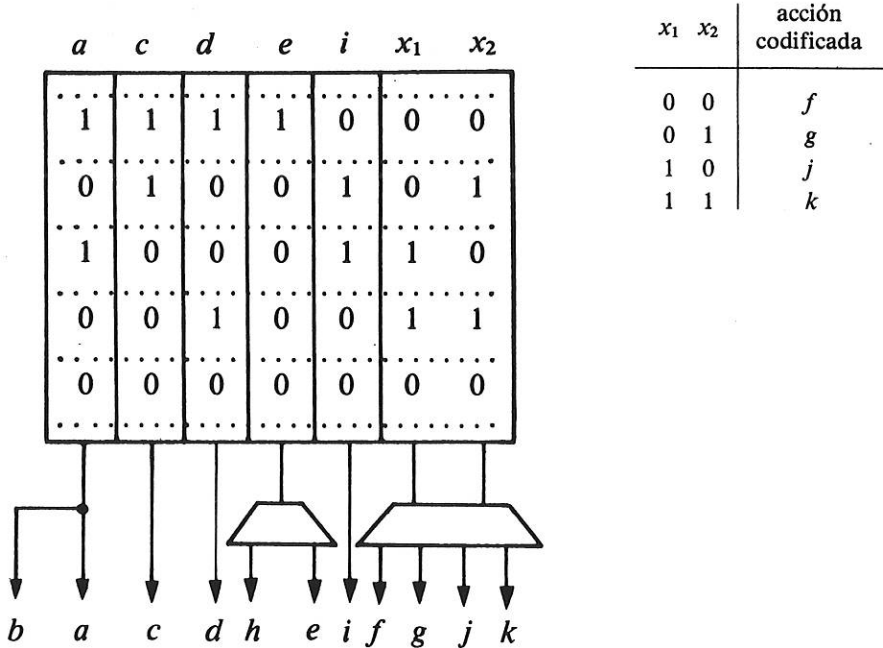 a c d e i x₁ x₂
1 1 1 1 0 0 0
0 1 0 0 1 0 1
1 0 0 0 1 1 0
0 0 1 0 0 1 1
0 0 0 0 0 0 0
b a c d h e i f g j k
x₁ x₂ acción
codificada
0 0 f
0 1 g
1 0 j
1 1 k